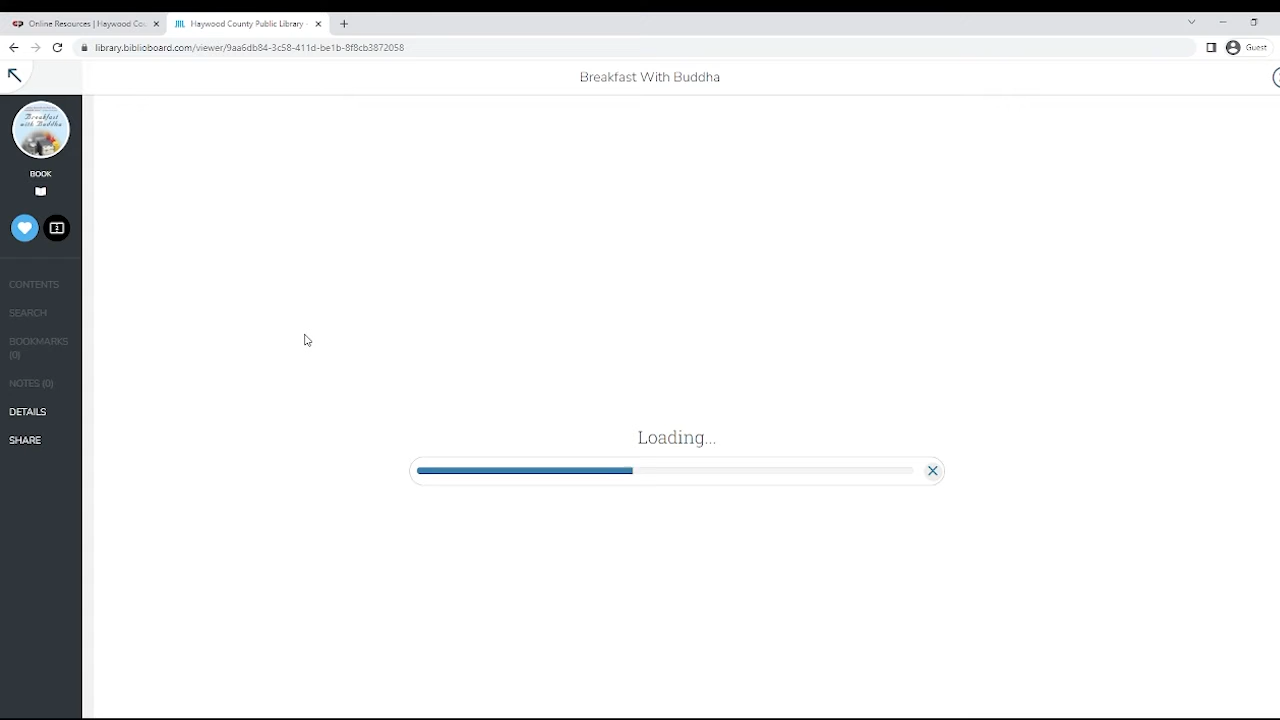 Online Resources | Haywood Cou
Haywood County Public Library
library.biblioboard.com/viewer/9aa6db84-3c58-411d-be1b-8f8cb3872058
Guest
Breakfast With Buddha
Breakfast
with Buddha
BOOK
CONTENTS
SEARCH
BOOKMARKS
(0)
NOTES (0)
DETAILS
SHARE
Loading...